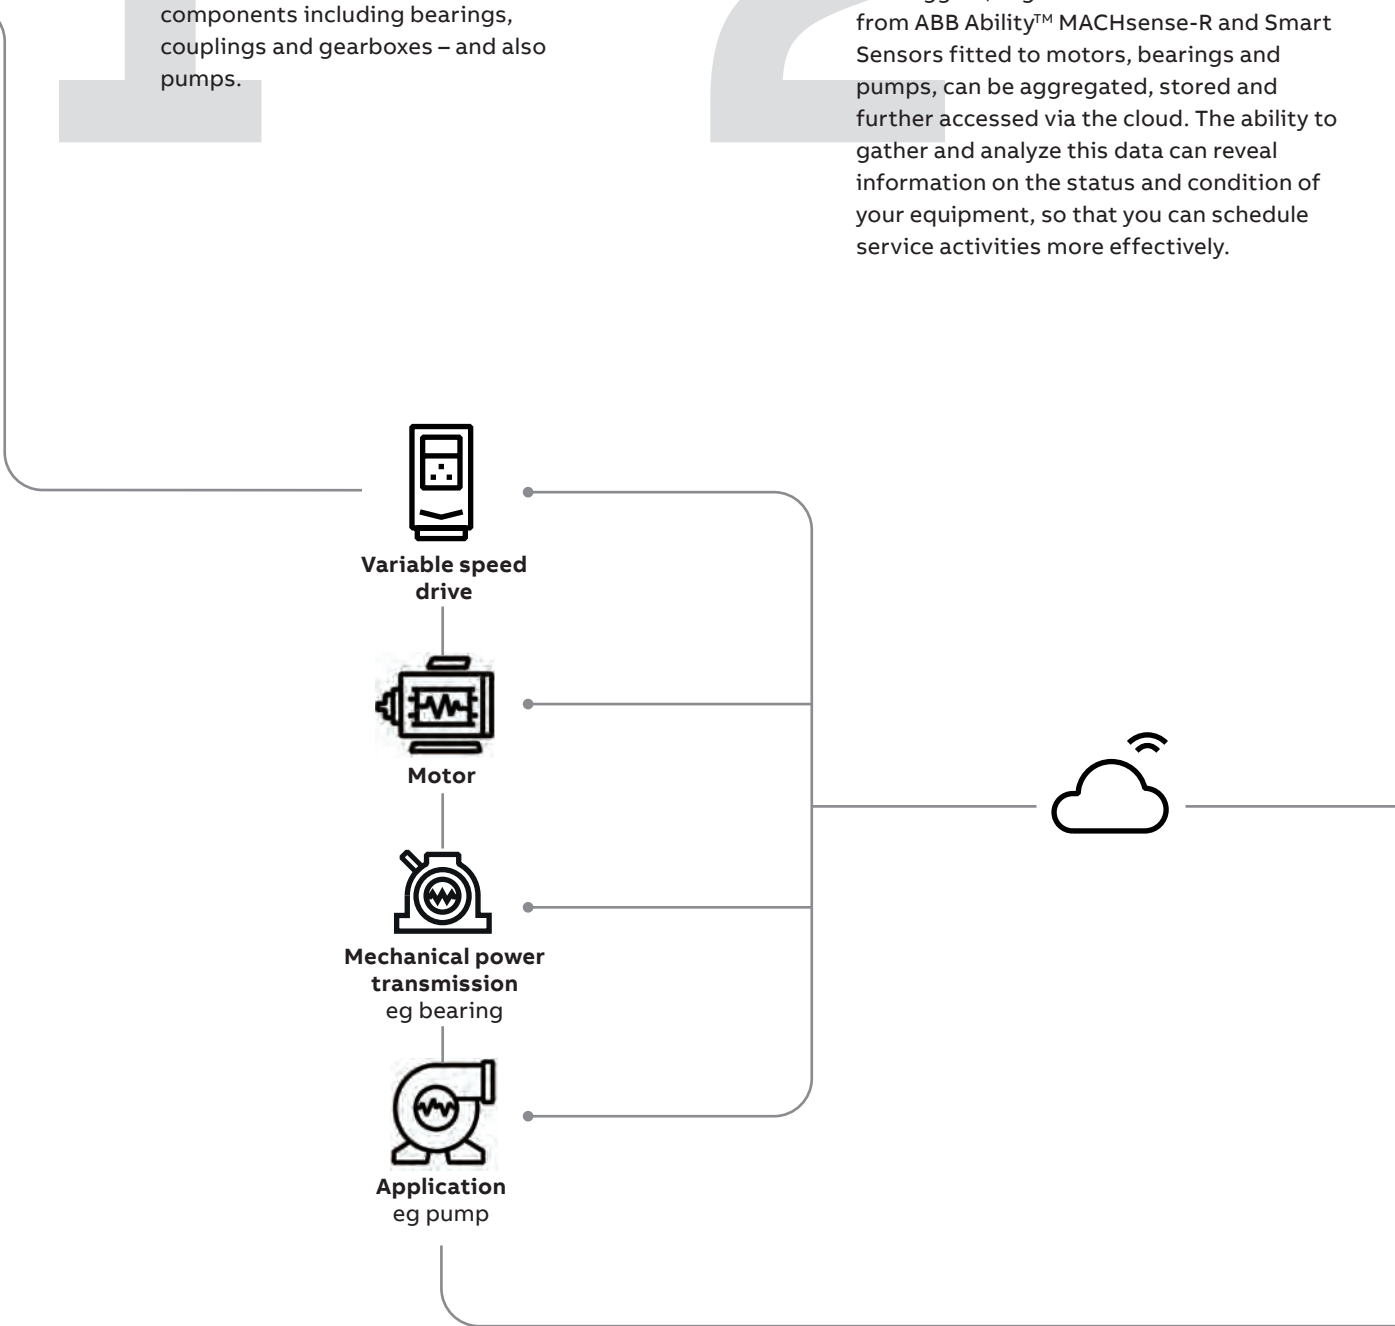 1
components including bearings,
couplings and gearboxes – and also
pumps.
2
from ABB Ability™ MACHsense-R and Smart
Sensors fitted to motors, bearings and
pumps, can be aggregated, stored and
further accessed via the cloud. The ability to
gather and analyze this data can reveal
information on the status and condition of
your equipment, so that you can schedule
service activities more effectively.
Variable speed
drive
Motor
Mechanical power
transmission
eg bearing
Application
eg pump